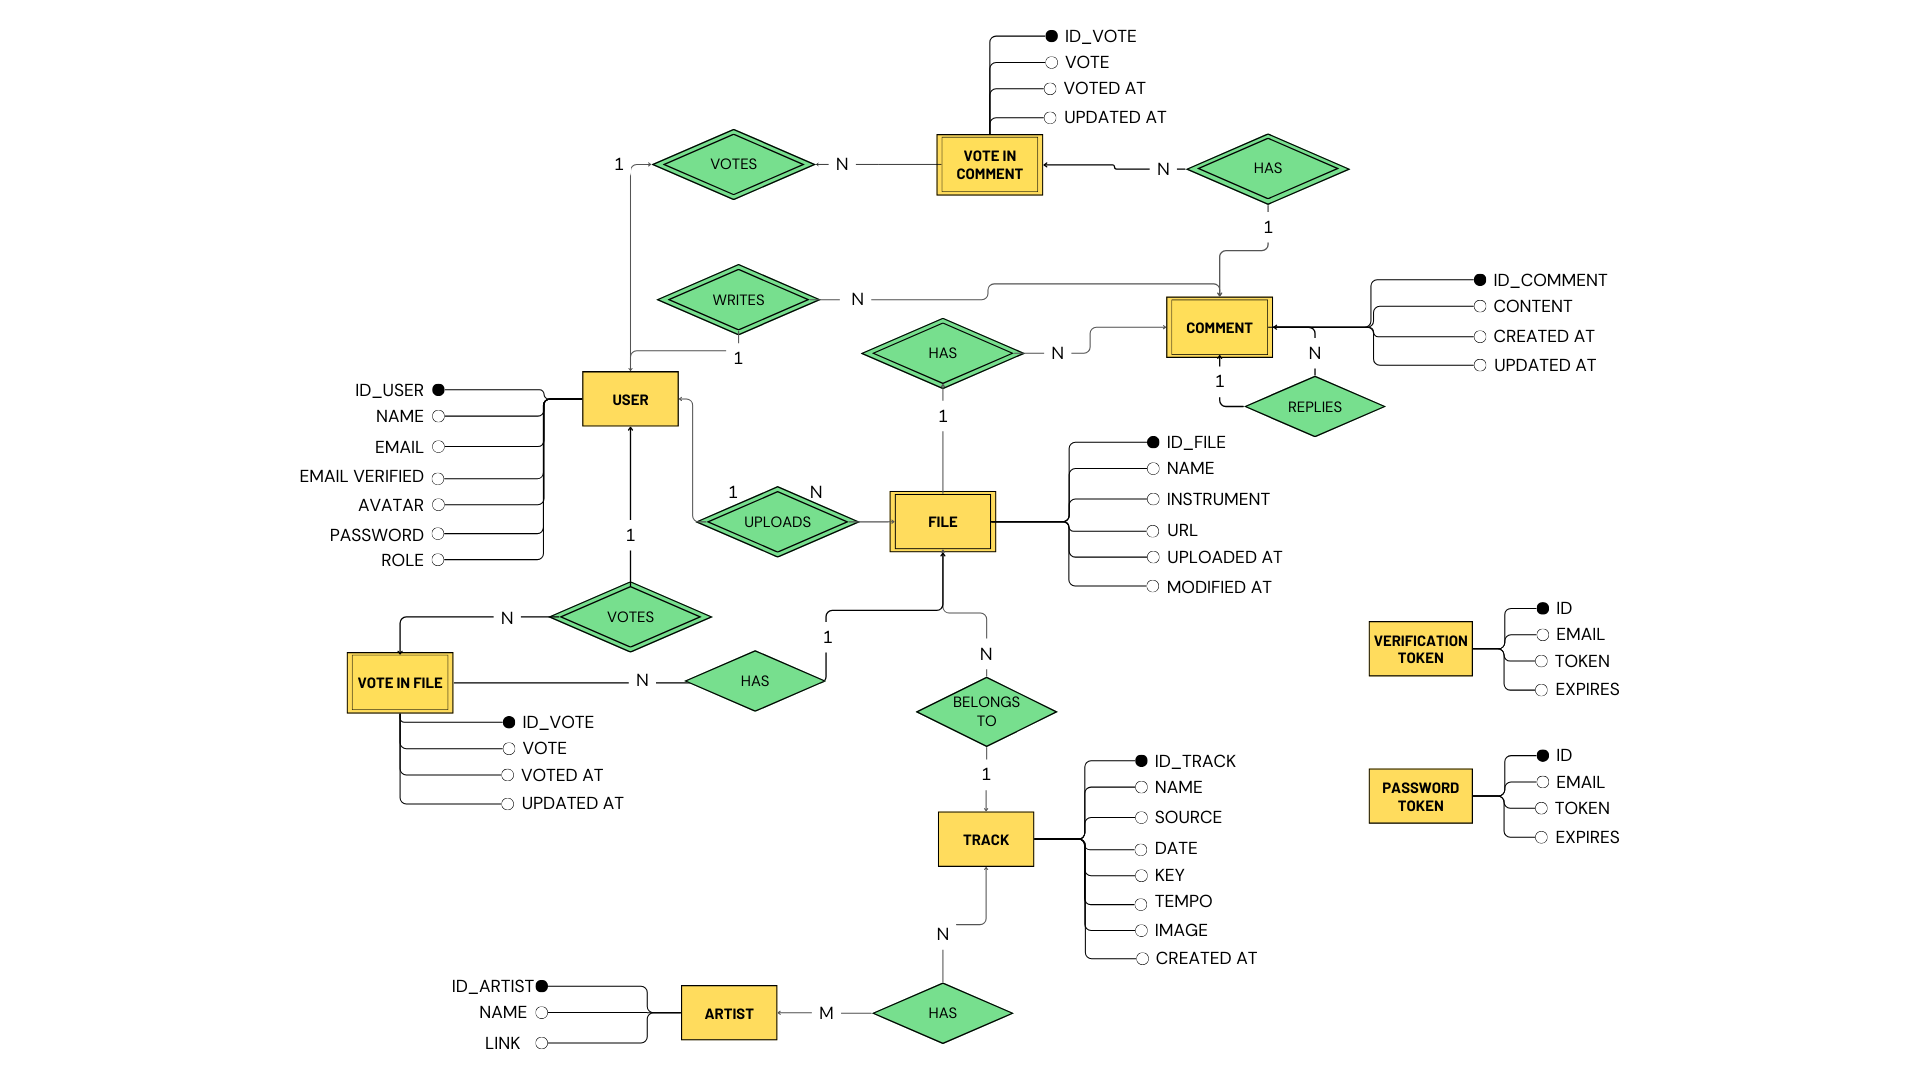 ID_VOTE
VOTE
VOTED AT
UPDATED AT
VOTE IN
COMMENT
1
VOTES
N
N
HAS
1
WRITES
N
1
ID_COMMENT
CONTENT
CREATED AT
UPDATED AT
COMMENT
N
1
REPLIES
HAS
N
1
ID_USER
NAME
EMAIL
EMAIL VERIFIED
AVATAR
PASSWORD
ROLE
USER
1
N
UPLOADS
FILE
ID_FILE
NAME
INSTRUMENT
URL
UPLOADED AT
MODIFIED AT
1
VOTES
N
VOTE IN FILE
N
HAS
1
ID_VOTE
VOTE
VOTED AT
UPDATED AT
N
BELONGS
TO
1
VERIFICATION
TOKEN
ID
EMAIL
TOKEN
EXPIRES
PASSWORD
TOKEN
ID
EMAIL
TOKEN
EXPIRES
TRACK
ID_TRACK
NAME
SOURCE
DATE
KEY
TEMPO
IMAGE
CREATED AT
N
HAS
M
ARTIST
ID_ARTIST
NAME
LINK